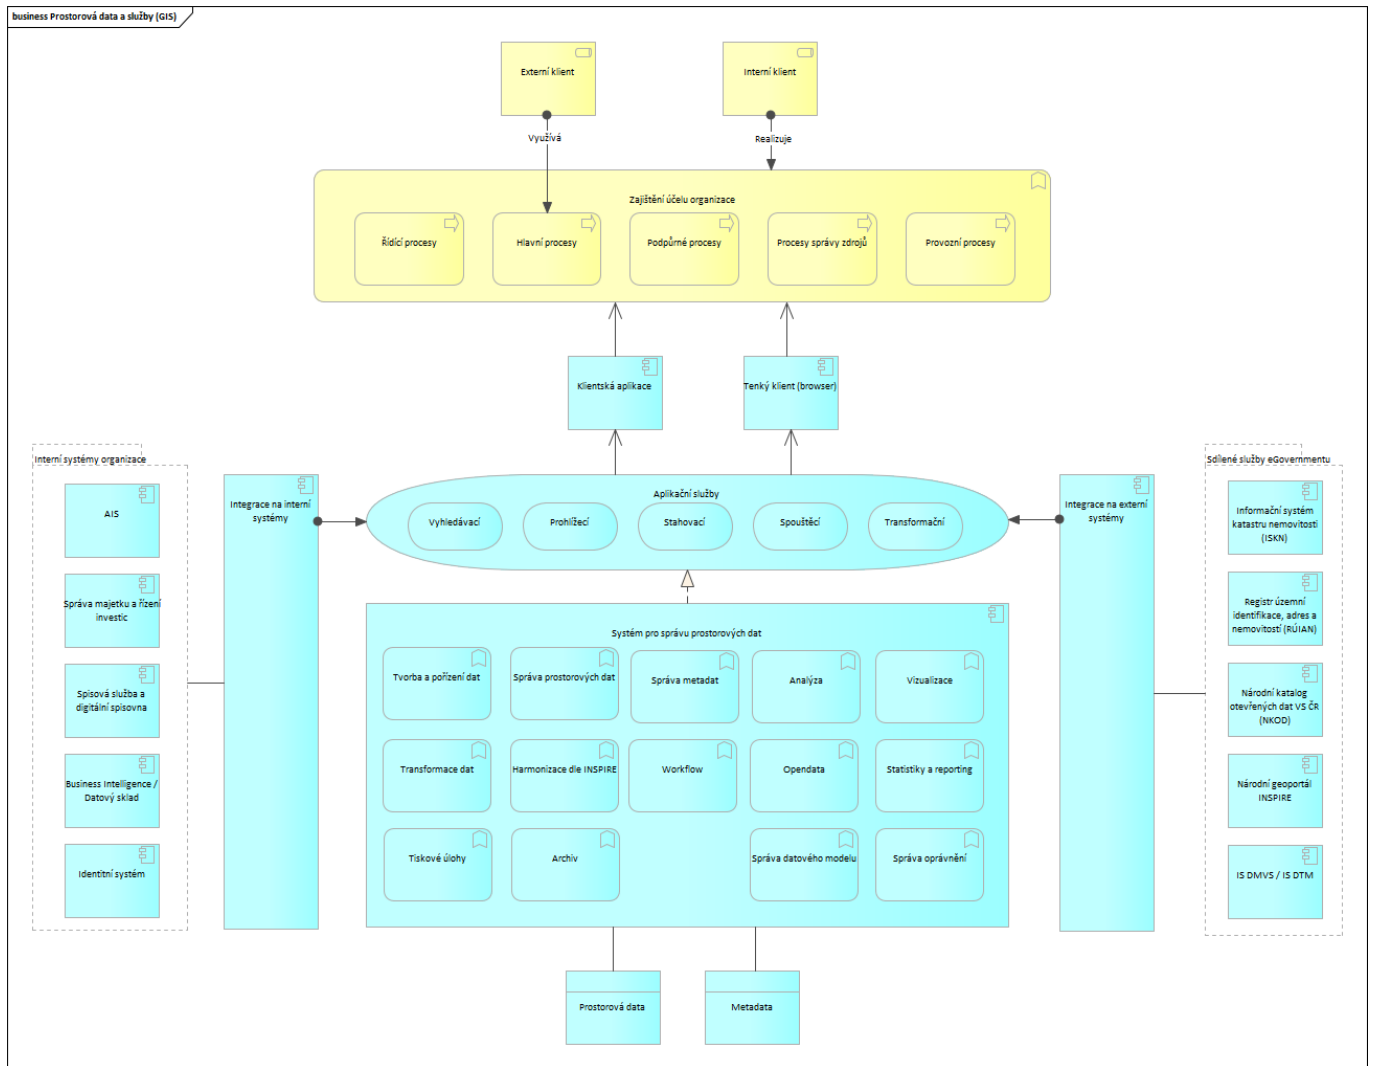 business Prostorová data a služby (GIS)
Externí klient
Interní klient
Využívá
Realizuje
Zajištění účelu organizace
Řídící procesy
Hlavní procesy
Podpůrné procesy
Procesy správy zdrojů
Provozní procesy
Klientská aplikace
Tenký klient (browser)
Interní systémy organizace
AIS
Správa majetku a řízení
investic
Spisová služba a
digitální spisovna
Business Intelligence /
Datový sklad
Identitní systém
Integrace na interní
systémy
Aplikační služby
Vyhledávací
Prohlížecí
Stahovací
Spouštěcí
Transformační
Integrace na externí
systémy
Sdílené služby eGovernmentu
Informační systém
katastru nemovitosti
(ISKN)
Registr územní
identifikace, adres a
nemovitostí (RÚIAN)
Národní katalog
otevřených dat VS ČR
(NKOD)
Národní geoportál
INSPIRE
IS DMVS / IS DTM
Systém pro správu prostorových dat
Tvorba a pořízení dat
Správa prostorových dat
Správa metadat
Analýza
Vizualizace
Transformace dat
Harmonizace dle INSPIRE
Workflow
Opendata
Statistiky a reporting
Tiskové úlohy
Archiv
Správa datového modelu
Správa oprávnění
Prostorová data
Metadata